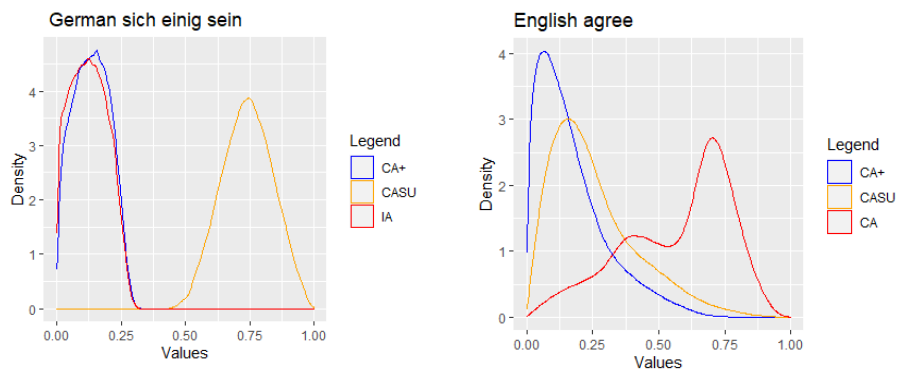 German sich einig sein
Density
4
3
2
1
0
0.00 0.25 0.50 0.75 1.00
Values
Legend
CA+
CASU
IA
English agree
Density
4
3
2
1
0
0.00 0.25 0.50 0.75 1.00
Values
Legend
CA+
CASU
CA